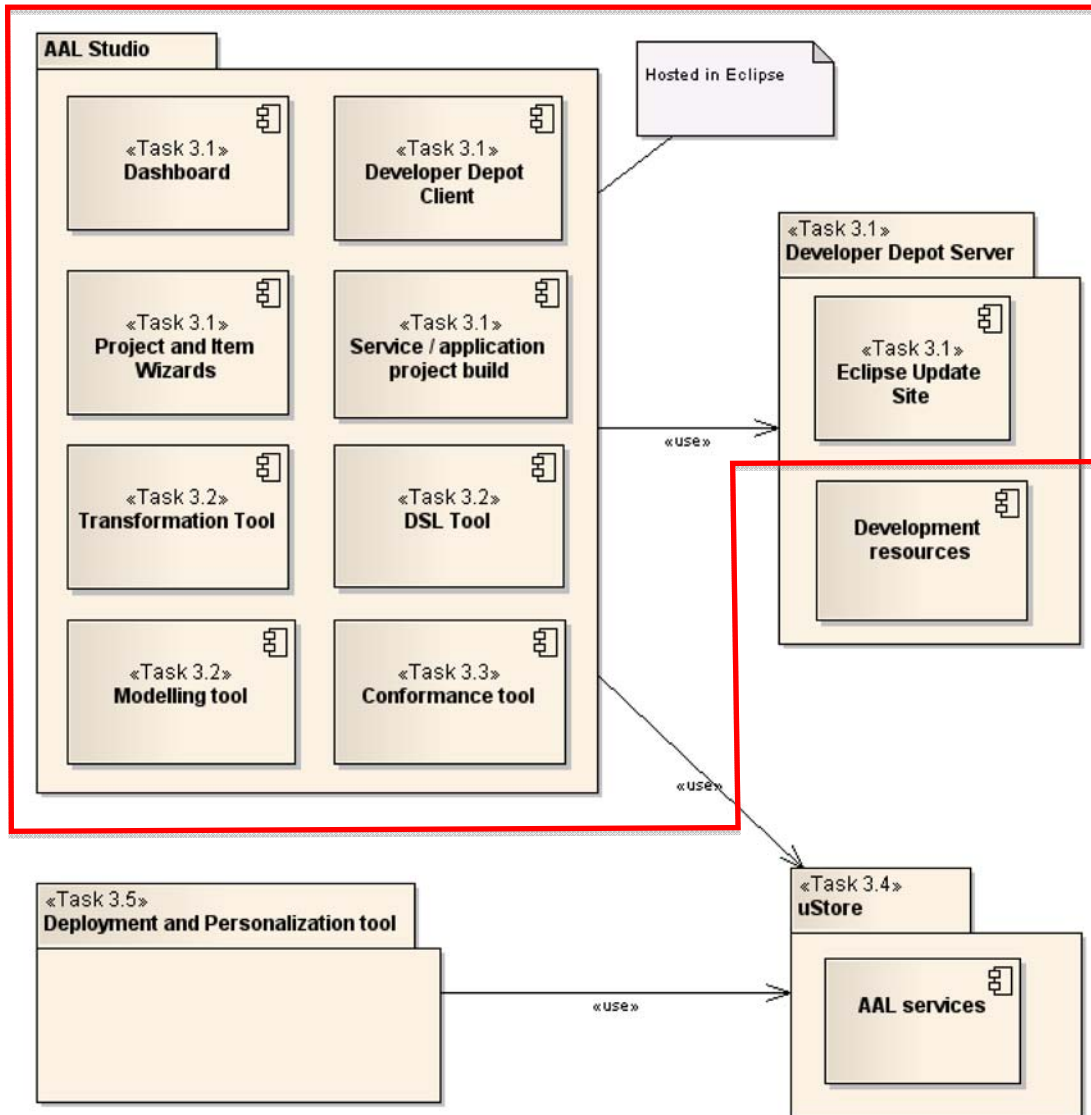 AAL Studio
Hosted in Eclipse
«Task 3.1»
Dashboard
«Task 3.1»
Developer Depot
Client
«Task 3.1»
Project and Item
Wizards
«Task 3.1»
Service / application
project build
«Task 3.2»
Transformation Tool
«Task 3.2»
DSL Tool
«Task 3.2»
Modelling tool
«Task 3.3»
Conformance tool
«use»
«Task 3.1»
Developer Depot Server
«Task 3.1»
Eclipse Update
Site
Development
resources
«use»
«Task 3.5»
Deployment and Personalization tool
«use»
«Task 3.4»
uStore
AAL services